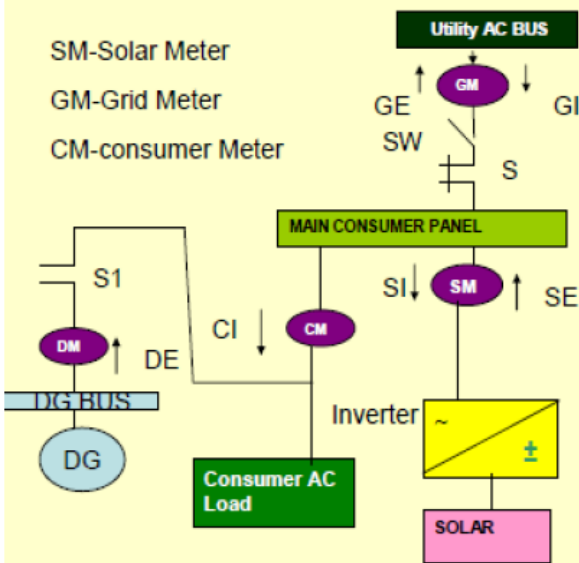 Utility AC BUS
SM-Solar Meter
GM
GM-Grid Meter
GE
GI
SW
CM-consumer Meter
S
MAIN CONSUMER PANEL
S1
SI
SM
SE
CI
CM
DM
DE
DG BUS
Inverter
~
±
DG
Consumer AC
Load
SOLAR